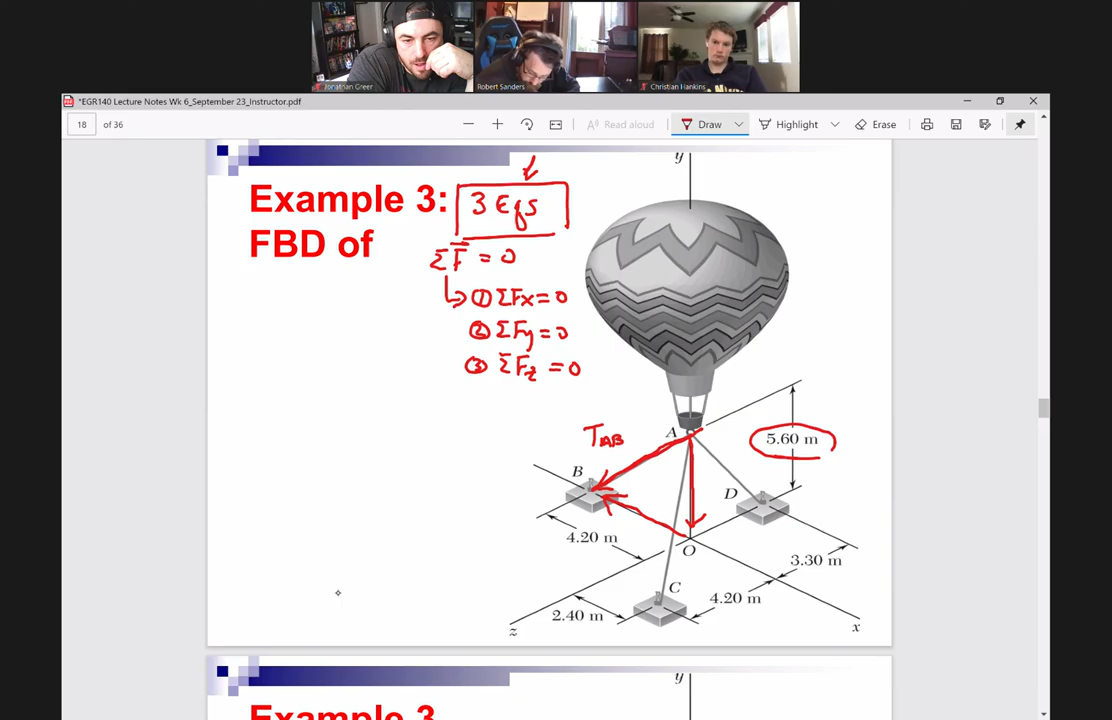 Jonathan Greer
Robert Sanders
Christian Hankins
*EGR140 Lecture Notes Wk 6_September 23_Instructor.pdf
18 of 36
Read aloud
Draw
Highlight
Erase
Example 3:
FBD of
3 Eqs
ΣF = 0
① ΣFx = 0
② ΣFy = 0
③ ΣFz = 0
y
A
TAB
5.60 m
B
D
4.20 m
O
3.30 m
C
4.20 m
2.40 m
z
x
Example 3